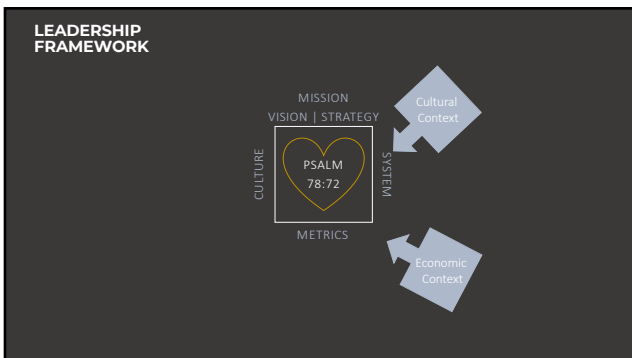 LEADERSHIP
FRAMEWORK
MISSION
VISION | STRATEGY
CULTURE
PSALM
78:72
SYSTEM
METRICS
Cultural
Context
Economic
Context